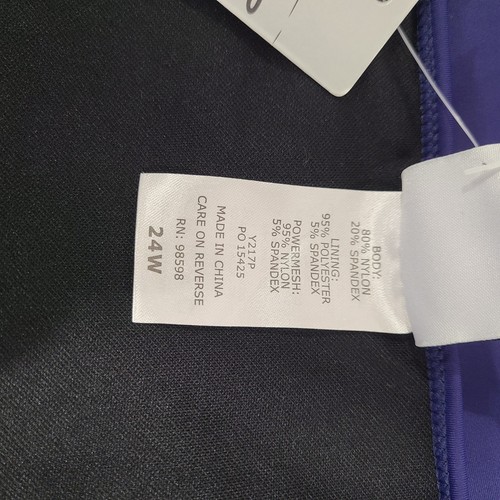 BODY:
80% NYLON
20% SPANDEX
LINING:
95% POLYESTER
5% SPANDEX
POWERMESH:
95% NYLON
5% SPANDEX
Y217P
PO 15425
MADE IN CHINA
CARE ON REVERSE
RN: 98598
24W